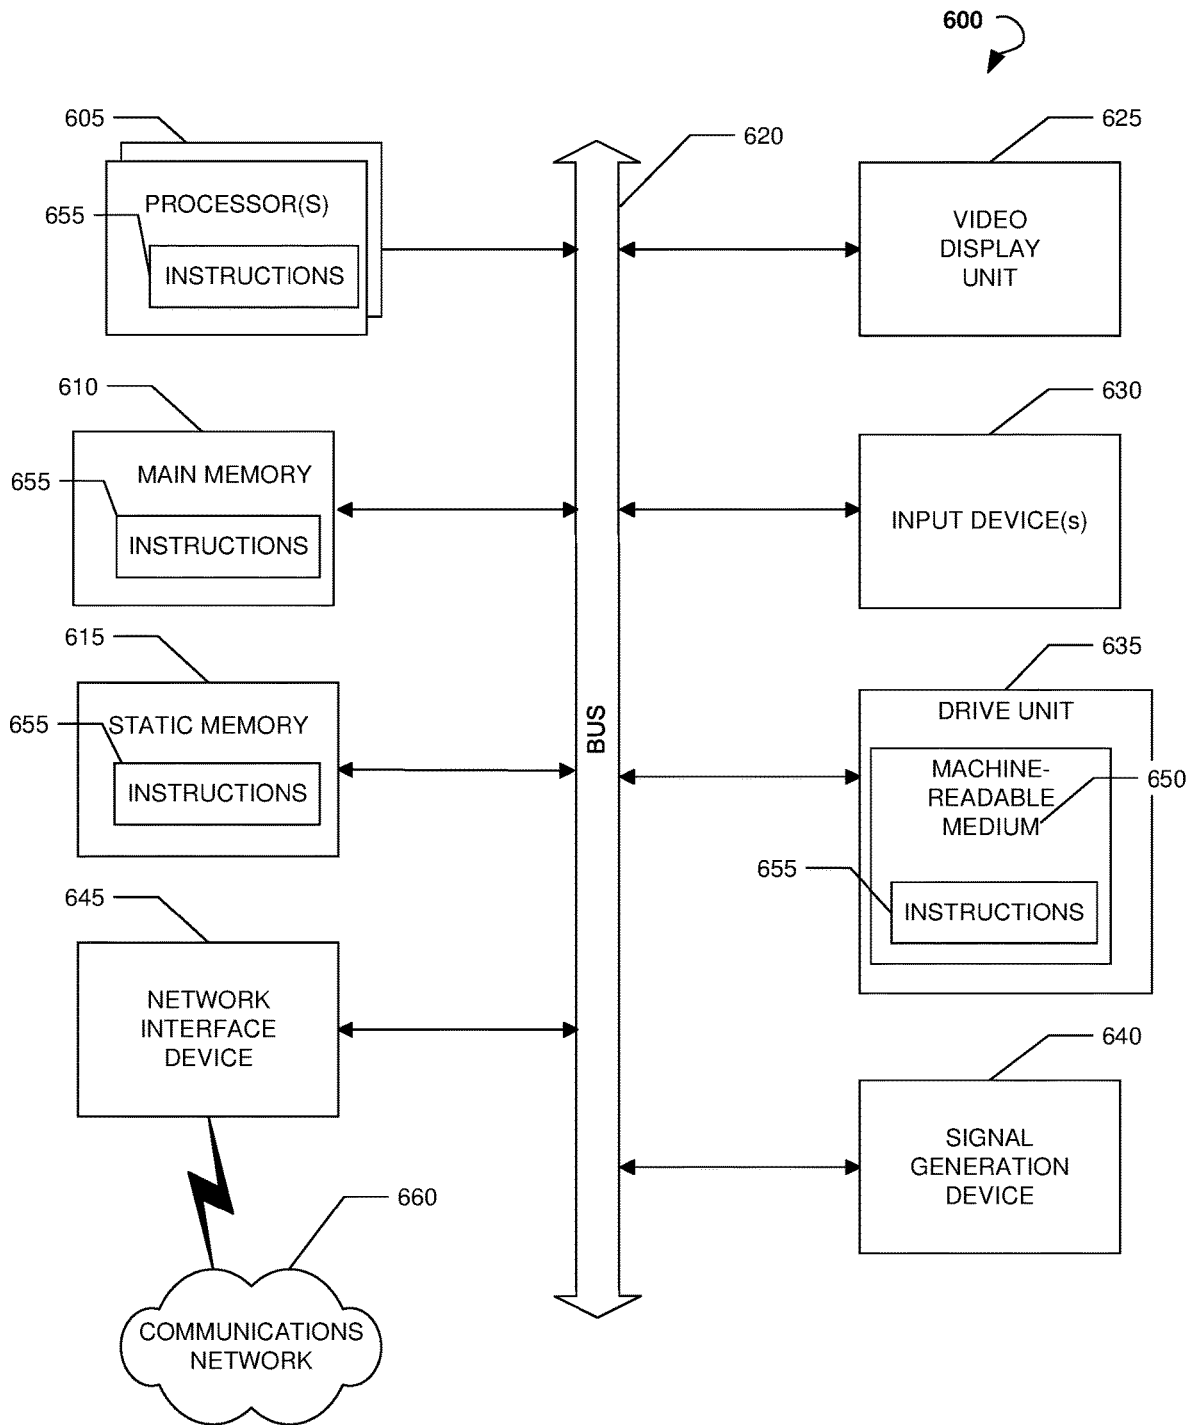 600
605
PROCESSOR(S)
655
INSTRUCTIONS
620
625
VIDEO
DISPLAY
UNIT
610
MAIN MEMORY
655
INSTRUCTIONS
630
INPUT DEVICE(s)
615
STATIC MEMORY
655
INSTRUCTIONS
BUS
635
DRIVE UNIT
MACHINE-
READABLE
MEDIUM
650
655
INSTRUCTIONS
645
NETWORK
INTERFACE
DEVICE
640
SIGNAL
GENERATION
DEVICE
660
COMMUNICATIONS
NETWORK